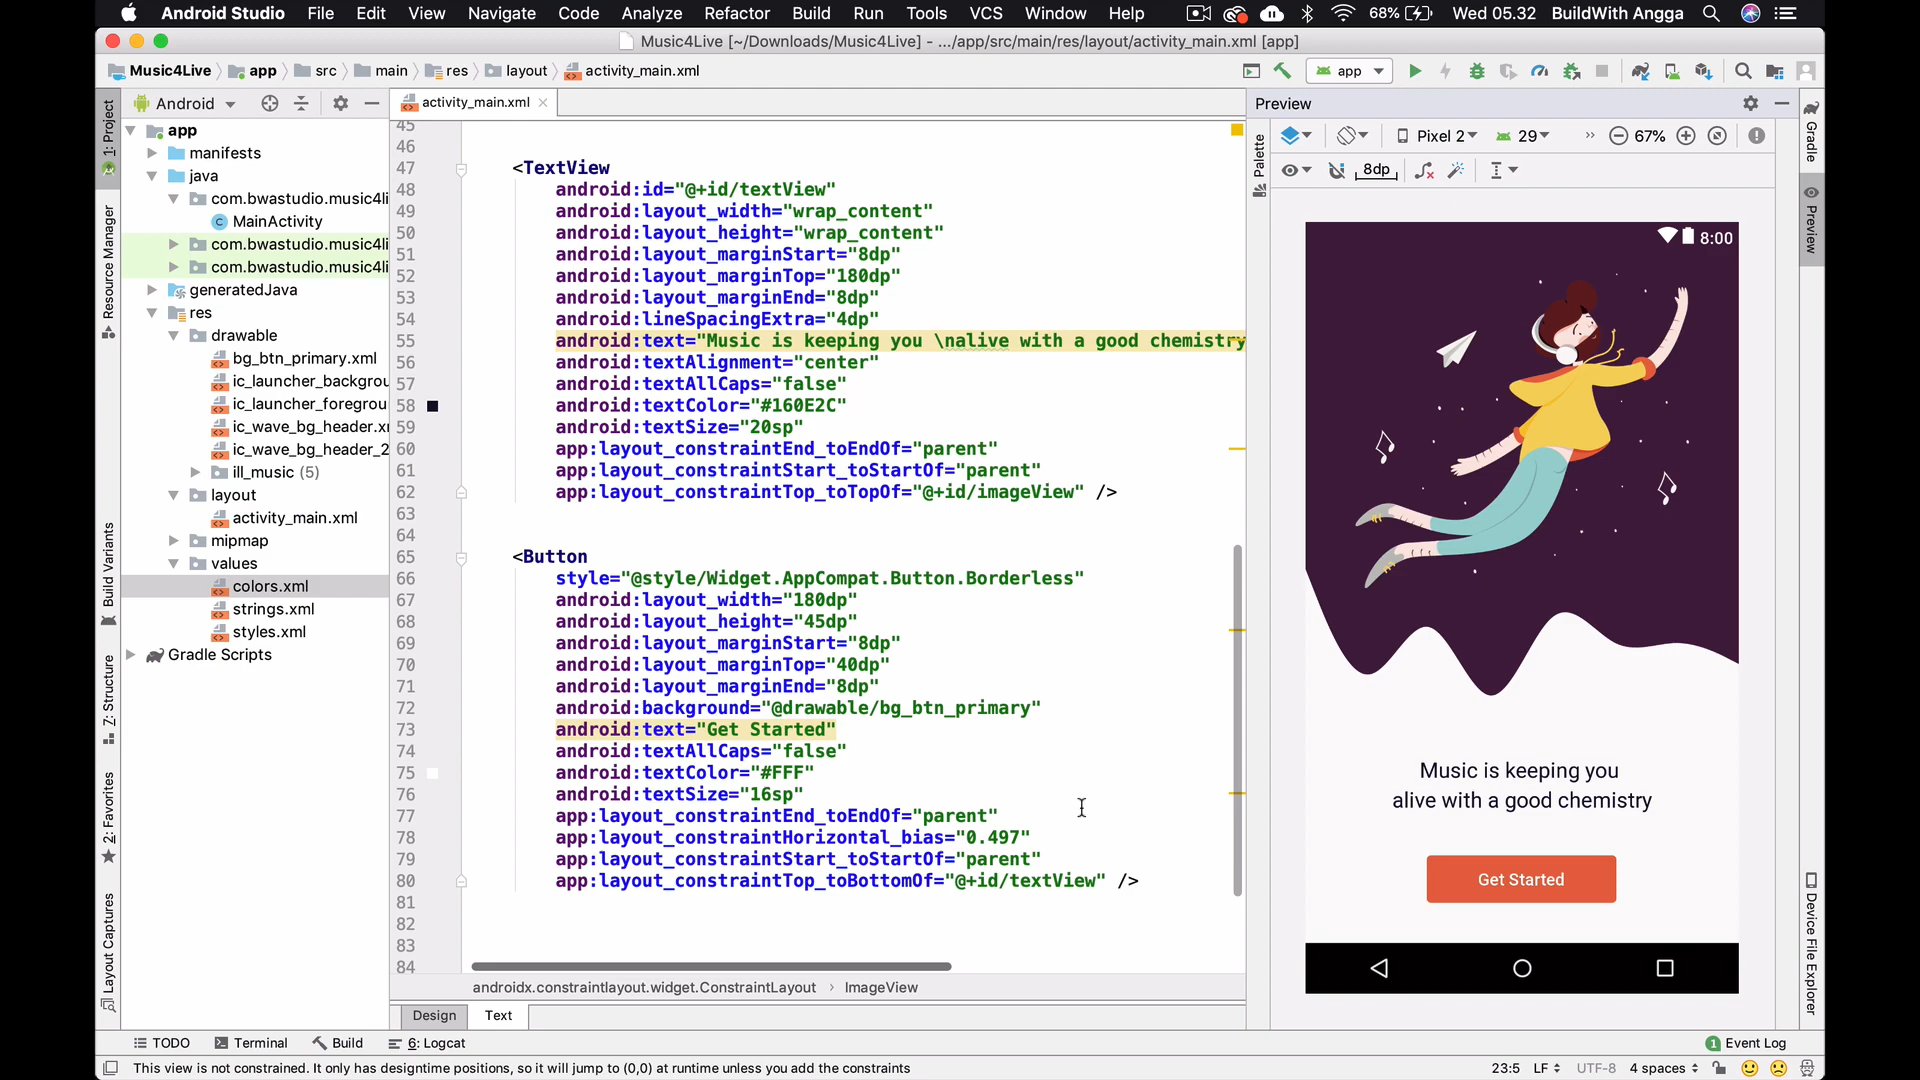 Android Studio File Edit View Navigate Code Analyze Refactor Build Run Tools VCS Window Help 68% Wed 05.32 BuildWith Angga
Music4Live [~/Downloads/Music4Live] - .../app/src/main/res/layout/activity_main.xml [app]
Music4Live app src main res layout activity_main.xml app
Android activity_main.xml Preview
1: Project
Resource Manager
Build Variants
Z: Structure
2: Favorites
Layout Captures
app
manifests
java
com.bwastudio.music4li
MainActivity
com.bwastudio.music4li
com.bwastudio.music4li
generatedJava
res
drawable
bg_btn_primary.xml
ic_launcher_backgrou
ic_launcher_foregrou
ic_wave_bg_header.x
ic_wave_bg_header_2
ill_music (5)
layout
activity_main.xml
mipmap
values
colors.xml
strings.xml
styles.xml
Gradle Scripts
45
46
47 <TextView
48 android:id="@+id/textView"
49 android:layout_width="wrap_content"
50 android:layout_height="wrap_content"
51 android:layout_marginStart="8dp"
52 android:layout_marginTop="180dp"
53 android:layout_marginEnd="8dp"
54 android:lineSpacingExtra="4dp"
55 android:text="Music is keeping you \nalive with a good chemistry
56 android:textAlignment="center"
57 android:textAllCaps="false"
58 android:textColor="#160E2C"
59 android:textSize="20sp"
60 app:layout_constraintEnd_toEndOf="parent"
61 app:layout_constraintStart_toStartOf="parent"
62 app:layout_constraintTop_toTopOf="@+id/imageView" />
63
64
65 <Button
66 style="@style/Widget.AppCompat.Button.Borderless"
67 android:layout_width="180dp"
68 android:layout_height="45dp"
69 android:layout_marginStart="8dp"
70 android:layout_marginTop="40dp"
71 android:layout_marginEnd="8dp"
72 android:background="@drawable/bg_btn_primary"
73 android:text="Get Started"
74 android:textAllCaps="false"
75 android:textColor="#FFF"
76 android:textSize="16sp"
77 app:layout_constraintEnd_toEndOf="parent"
78 app:layout_constraintHorizontal_bias="0.497"
79 app:layout_constraintStart_toStartOf="parent"
80 app:layout_constraintTop_toBottomOf="@+id/textView" />
81
82
83
84
androidx.constraintlayout.widget.ConstraintLayout › ImageView
Design Text
Palette
Pixel 2 29 » 67%
8dp
8:00
Music is keeping you
alive with a good chemistry
Get Started
Gradle
Preview
Device File Explorer
TODO Terminal Build 6: Logcat 1 Event Log
This view is not constrained. It only has designtime positions, so it will jump to (0,0) at runtime unless you add the constraints 23:5 LF UTF-8 4 spaces